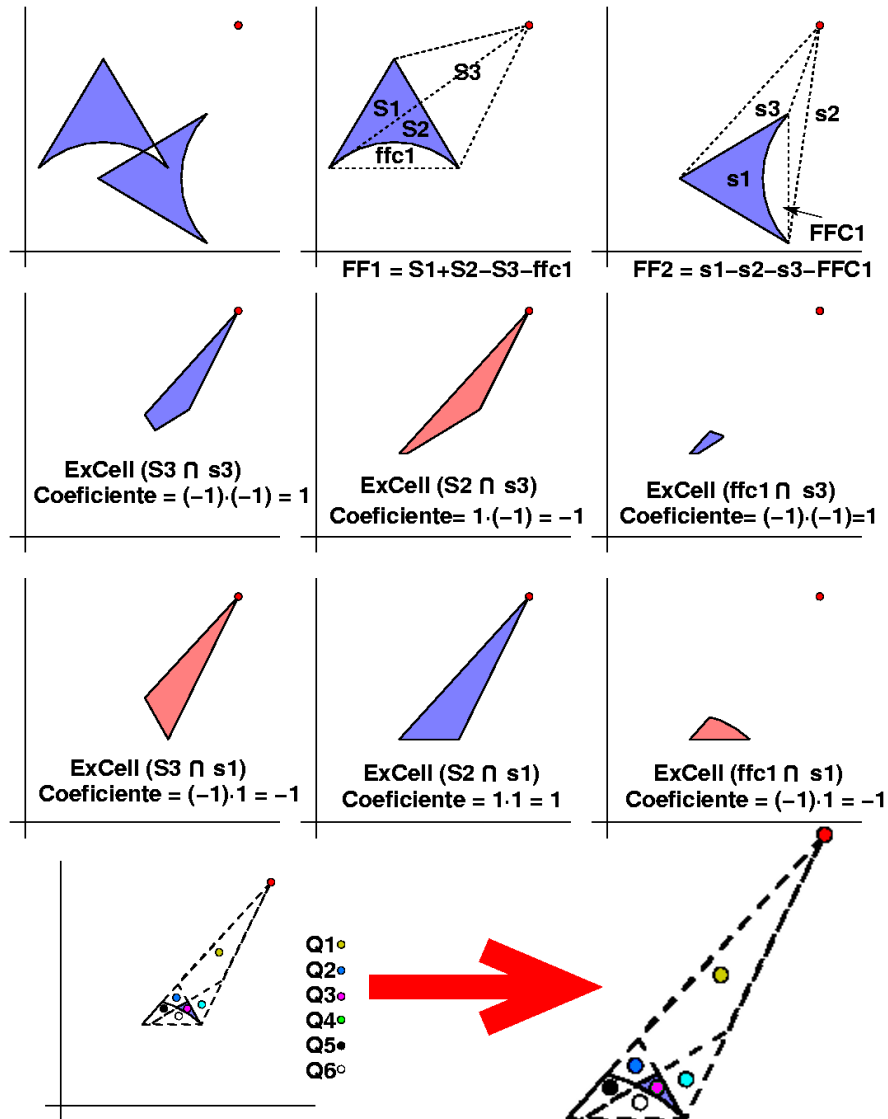 S1
S2
S3
ffc1
FF1 = S1+S2−S3−ffc1
s3
s2
s1
FFC1
FF2 = s1−s2−s3−FFC1
ExCell (S3 ∩ s3)
Coeficiente = (−1)·(−1) = 1
ExCell (S2 ∩ s3)
Coeficiente= 1·(−1) = −1
ExCell (ffc1 ∩ s3)
Coeficiente= (−1)·(−1)=1
ExCell (S3 ∩ s1)
Coeficiente = (−1)·1 = −1
ExCell (S2 ∩ s1)
Coeficiente = 1·1 = 1
ExCell (ffc1 ∩ s1)
Coeficiente = (−1)·1 = −1
Q1
Q2
Q3
Q4
Q5
Q6